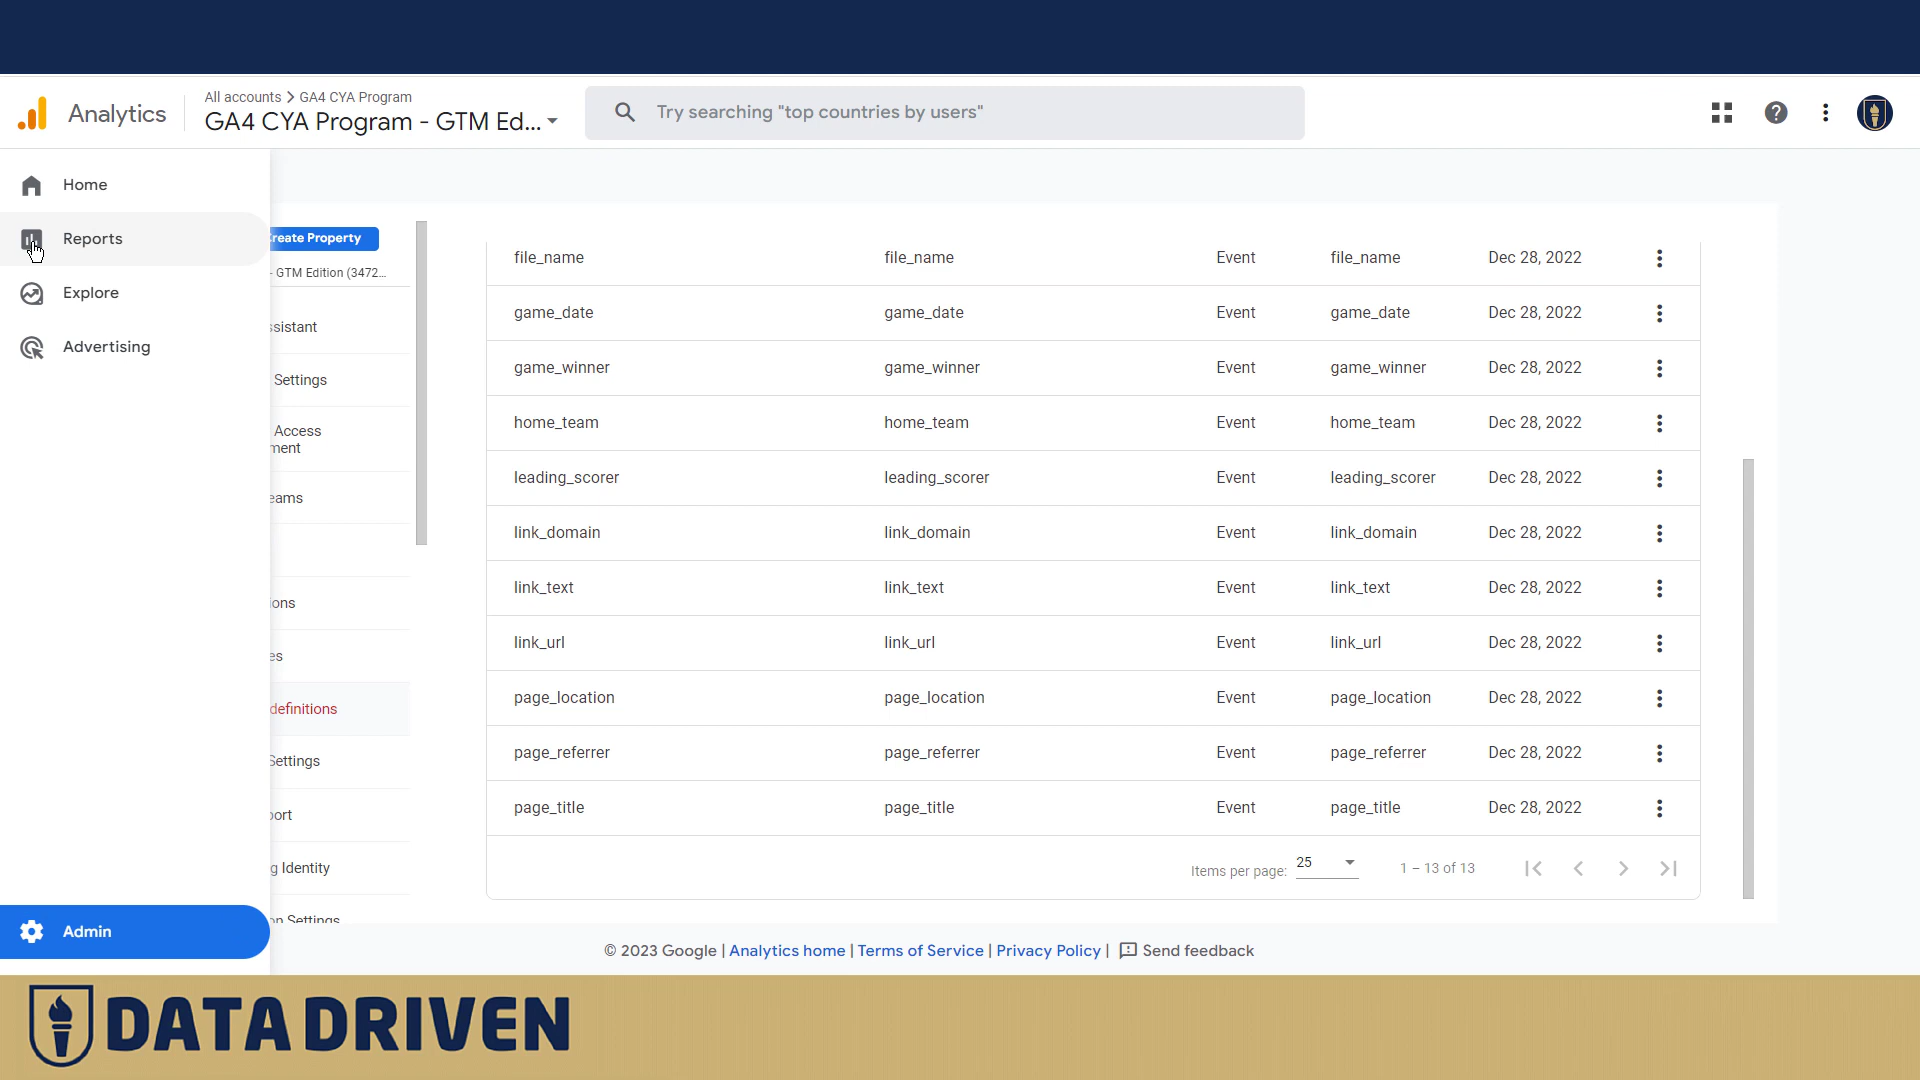 Analytics
All accounts > GA4 CYA Program
GA4 CYA Program - GTM Ed...
Try searching "top countries by users"
Home
Reports
Explore
Advertising
Admin
reate Property
- GTM Edition (3472...
ssistant
Settings
Access
ment
eams
ions
es
definitions
Settings
port
g Identity
on Settings
file_name file_name Event file_name Dec 28, 2022
game_date game_date Event game_date Dec 28, 2022
game_winner game_winner Event game_winner Dec 28, 2022
home_team home_team Event home_team Dec 28, 2022
leading_scorer leading_scorer Event leading_scorer Dec 28, 2022
link_domain link_domain Event link_domain Dec 28, 2022
link_text link_text Event link_text Dec 28, 2022
link_url link_url Event link_url Dec 28, 2022
page_location page_location Event page_location Dec 28, 2022
page_referrer page_referrer Event page_referrer Dec 28, 2022
page_title page_title Event page_title Dec 28, 2022
Items per page: 25 1 – 13 of 13
© 2023 Google | Analytics home | Terms of Service | Privacy Policy | Send feedback
DATA DRIVEN